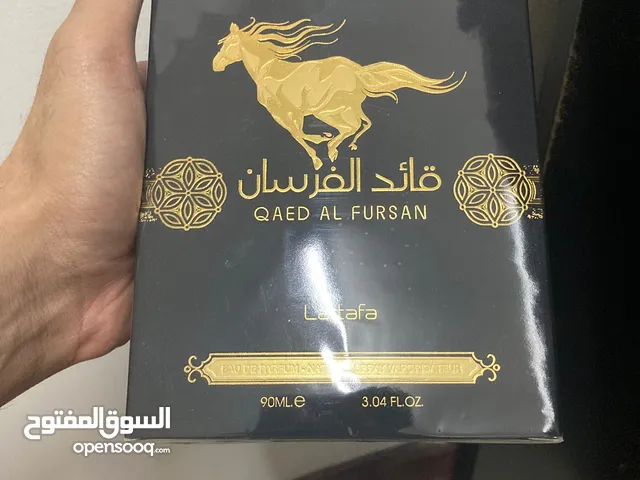 قائد الفرسان
QAED AL FURSAN
Lattafa
90ML.e 3.04 FL.OZ.
السوق المفتوح
opensooq.com